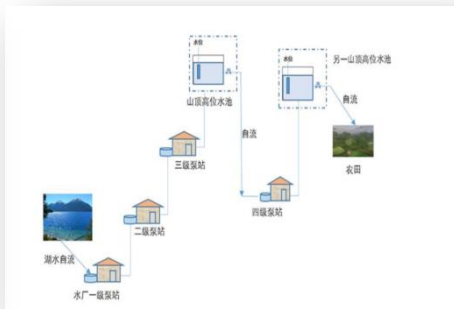 水位
水位
另一山顶高位水池
山顶高位水池
自流
自流
农田
三级泵站
四级泵站
二级泵站
湖水自流
水厂一级泵站